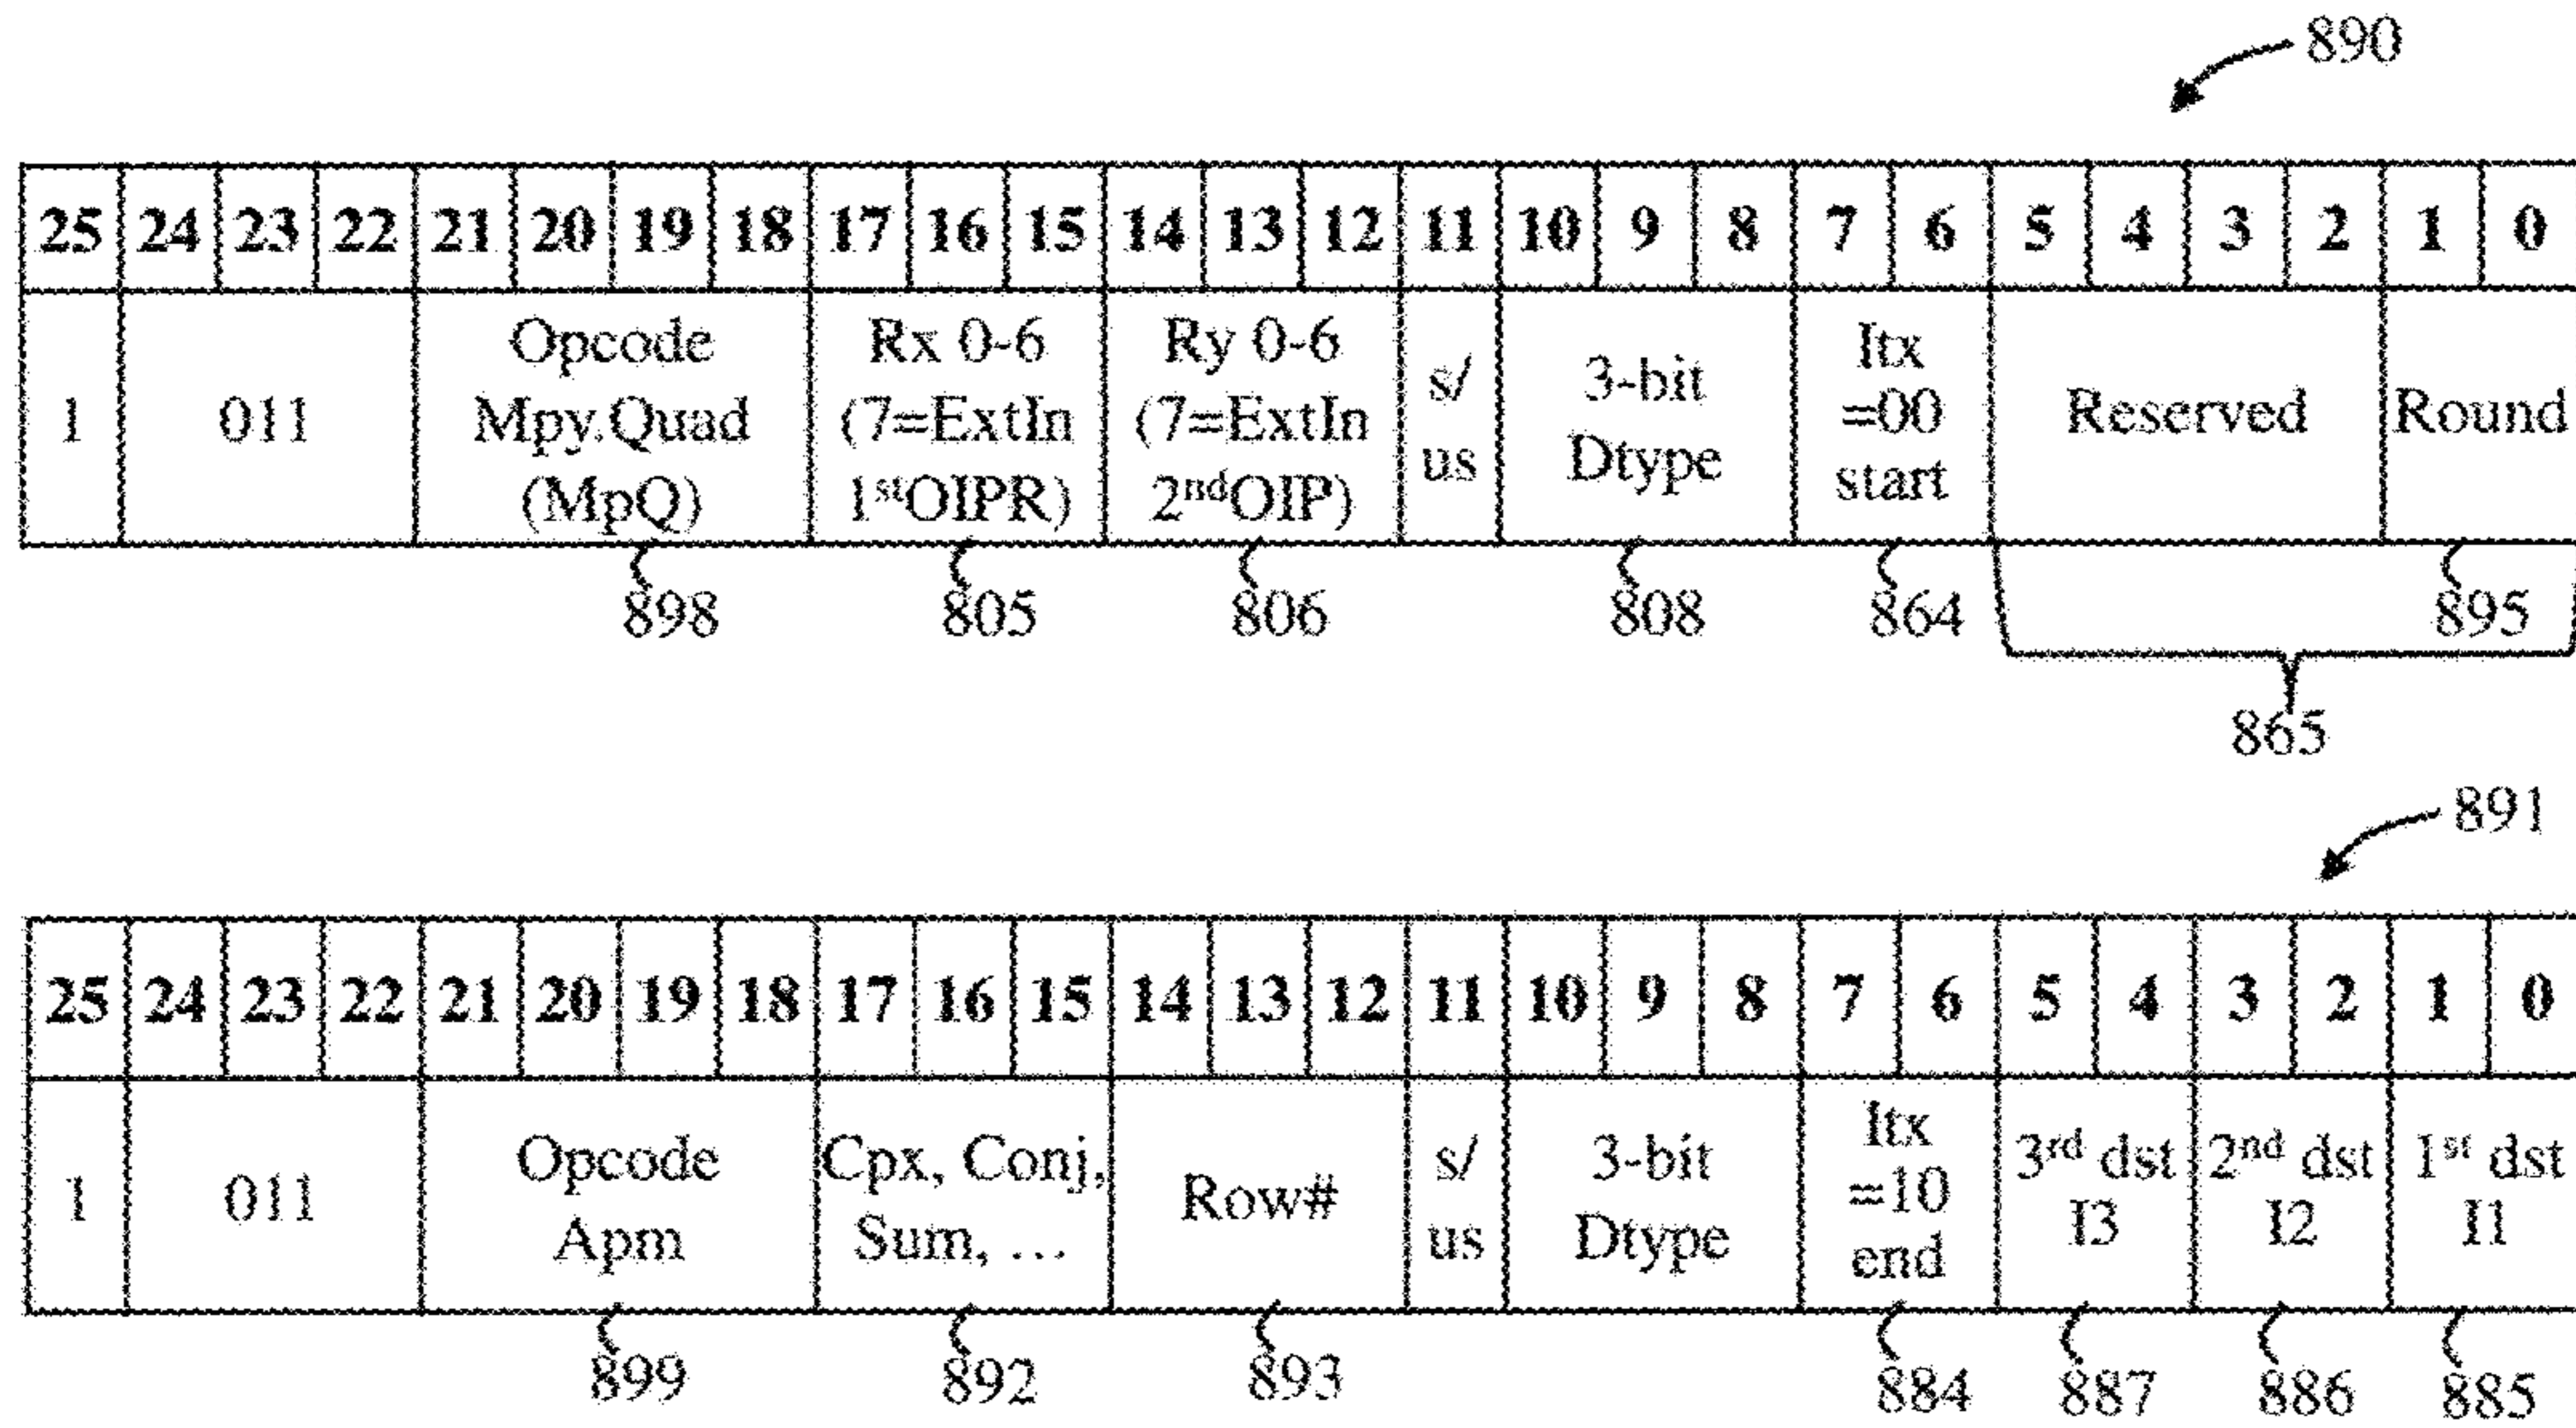 890
25 24 23 22 21 20 19 18 17 16 15 14 13 12 11 10 9 8 7 6 5 4 3 2 1 0
1 011 Opcode Mpy.Quad (MpQ) Rx 0-6 (7=ExtIn 1stOIPR) Ry 0-6 (7=ExtIn 2ndOIP) s/us 3-bit Dtype Itx =00 start Reserved Round
898 805 806 808 864 895
865
891
25 24 23 22 21 20 19 18 17 16 15 14 13 12 11 10 9 8 7 6 5 4 3 2 1 0
1 011 Opcode Apm Cpx, Conj, Sum, ... Row# s/us 3-bit Dtype Itx =10 end 3rd dst I3 2nd dst I2 1st dst I1
899 892 893 884 887 886 885